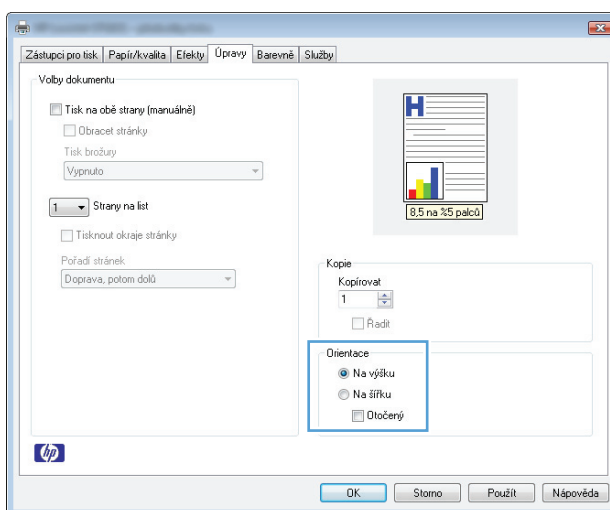 Zástupci pro tisk Papír/kvalita Efekty Úpravy Barevně Služby
Volby dokumentu
Tisk na obě strany (manuálně)
Obracet stránky
Tisk brožury
Vypnuto
1 Strany na list
Tisknout okraje stránky
Pořadí stránek
Doprava, potom dolů
H
8,5 na %5 palců
Kopie
Kopírovat
1
Řadit
Orientace
Na výšku
Na šířku
Otočený
hp
OK Storno Použít Nápověda